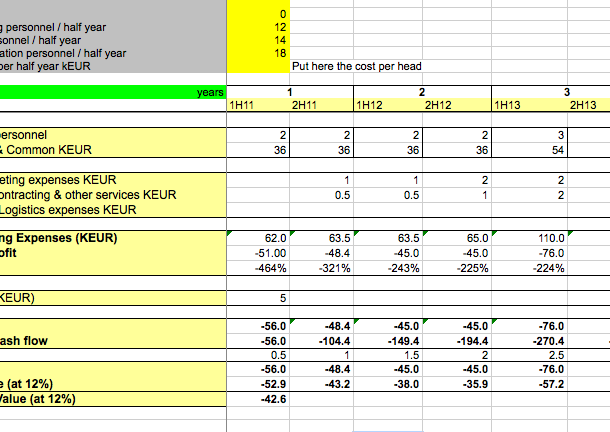 0
g personnel / half year 12
sonnel / half year 14
ation personnel / half year 18
per half year kEUR Put here the cost per head
years 1 2 3
1H11 2H11 1H12 2H12 1H13 2H13
personnel 2 2 2 2 3
& Common KEUR 36 36 36 36 54
eting expenses KEUR 1 1 2 2
ontracting & other services KEUR 0.5 0.5 1 2
Logistics expenses KEUR
ng Expenses (KEUR) 62.0 63.5 63.5 65.0 110.0
ofit -51.00 -48.4 -45.0 -45.0 -76.0
-464% -321% -243% -225% -224%
KEUR) 5
-56.0 -48.4 -45.0 -45.0 -76.0
ash flow -56.0 -104.4 -149.4 -194.4 -270.4
0.5 1 1.5 2 2.5
-56.0 -48.4 -45.0 -45.0 -76.0
e (at 12%) -52.9 -43.2 -38.0 -35.9 -57.2
Value (at 12%) -42.6